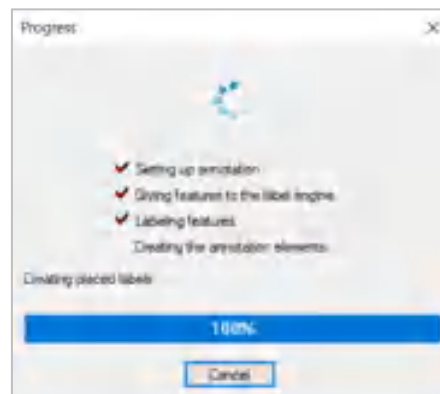 Progress
Setting up annotation
Giving features to the label engine
Labeling features
Creating the annotation elements
Creating placed labels
100%
Cancel